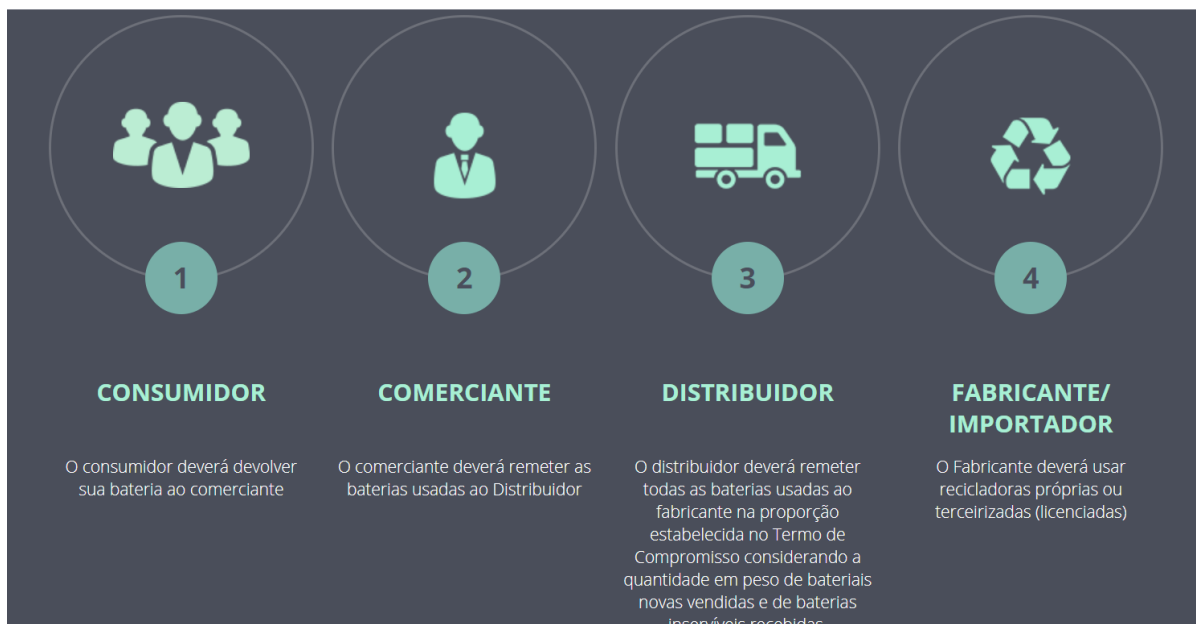 1
CONSUMIDOR
O consumidor deverá devolver
sua bateria ao comerciante
2
COMERCIANTE
O comerciante deverá remeter as
baterias usadas ao Distribuidor
3
DISTRIBUIDOR
O distribuidor deverá remeter
todas as baterias usadas ao
fabricante na proporção
estabelecida no Termo de
Compromisso considerando a
quantidade em peso de bateriais
novas vendidas e de baterias
inservíveis recebidas
4
FABRICANTE/
IMPORTADOR
O Fabricante deverá usar
recicladoras próprias ou
terceirizadas (licenciadas)